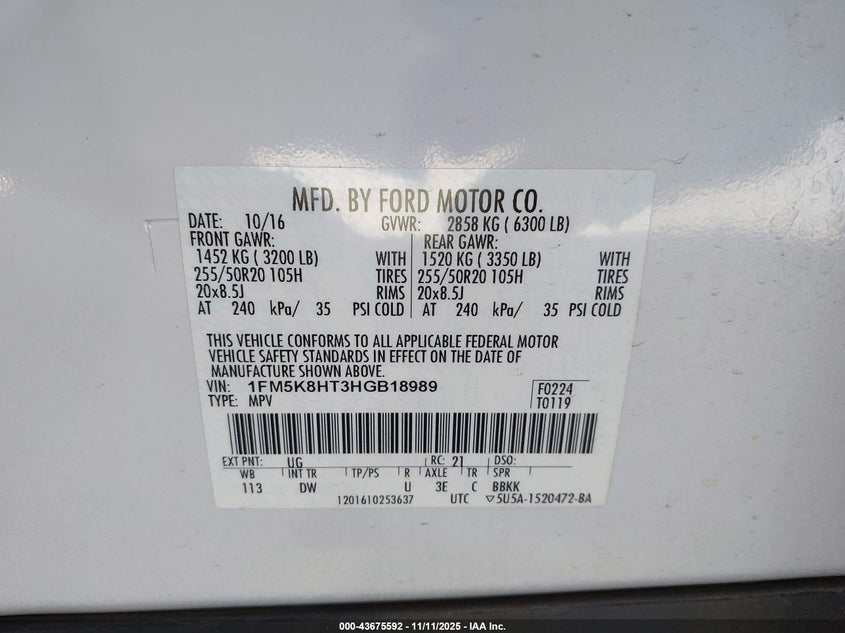 MFD. BY FORD MOTOR CO.
DATE: 10/16 GVWR: 2858 KG ( 6300 LB)
FRONT GAWR: REAR GAWR:
1452 KG ( 3200 LB) WITH 1520 KG ( 3350 LB) WITH
255/50R20 105H TIRES 255/50R20 105H TIRES
20x8.5J RIMS 20x8.5J RIMS
AT 240 kPa/ 35 PSI COLD AT 240 kPa/ 35 PSI COLD
THIS VEHICLE CONFORMS TO ALL APPLICABLE FEDERAL MOTOR
VEHICLE SAFETY STANDARDS IN EFFECT ON THE DATE OF
MANUFACTURE SHOWN ABOVE.
VIN: 1FM5K8HT3HGB18989 F0224
TYPE: MPV T0119
EXT PNT: UG RC: 21 DSO:
WB INT TR TP/PS R AXLE TR SPR
113 DW U 3E C BBKK
1201610253637 UTC ▽5U5A-1520472-BA
000-43675592 - 11/11/2025 - IAA Inc.